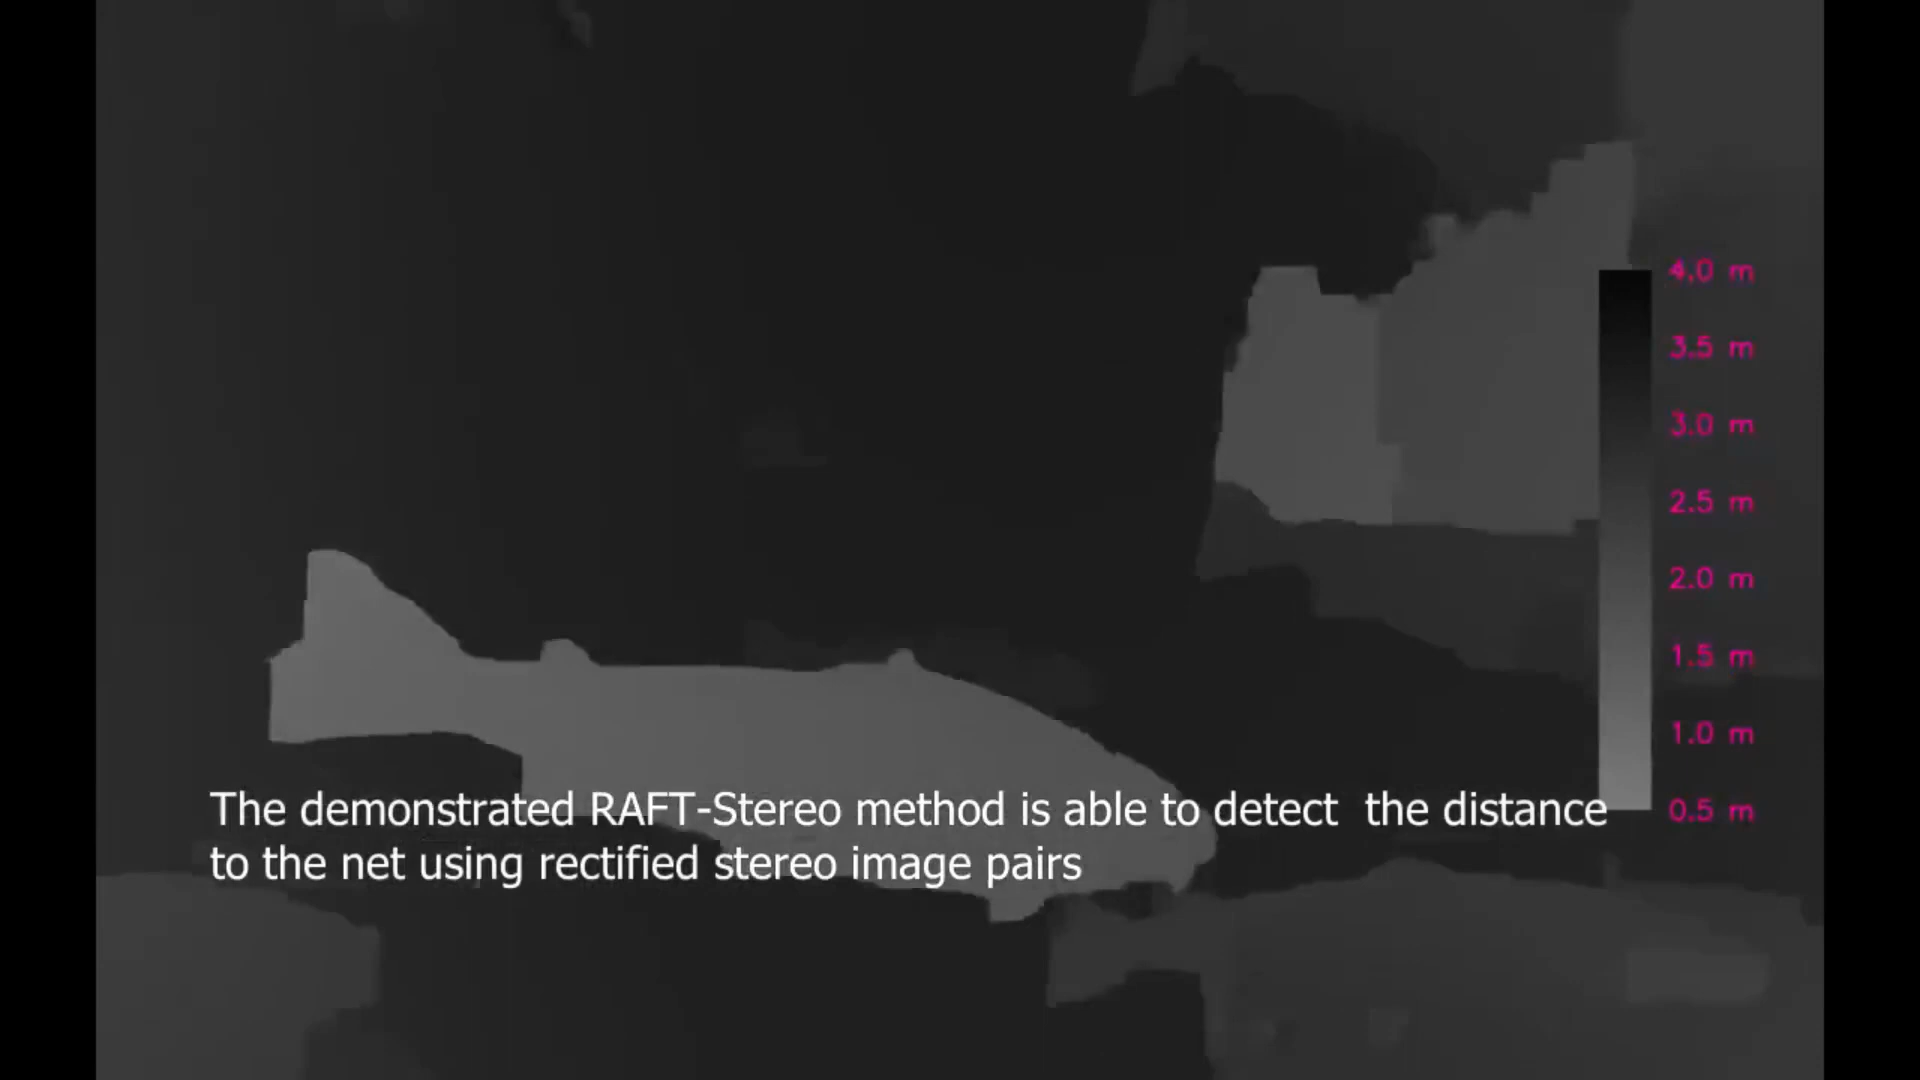 4.0 m
3.5 m
3.0 m
2.5 m
2.0 m
1.5 m
1.0 m
0.5 m
The demonstrated RAFT-Stereo method is able to detect  the distance
to the net using rectified stereo image pairs